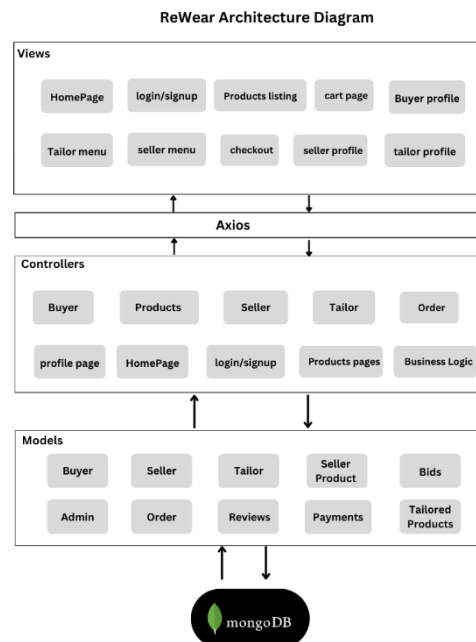 ReWear Architecture Diagram
Views
HomePage
login/signup
Products listing
cart page
Buyer profile
Tailor menu
seller menu
checkout
seller profile
tailor profile
Axios
Controllers
Buyer
Products
Seller
Tailor
Order
profile page
HomePage
login/signup
Products pages
Business Logic
Models
Buyer
Seller
Tailor
Seller
Product
Bids
Admin
Order
Reviews
Payments
Tailored
Products
mongoDB